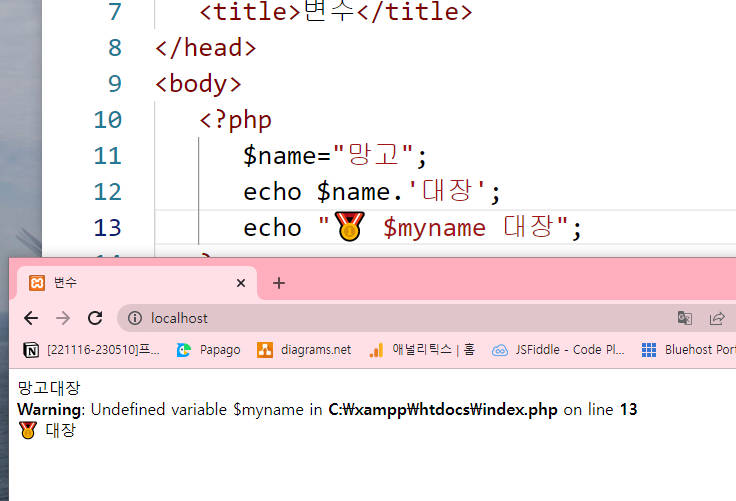 7 <title>변수</title>
8 </head>
9 <body>
10 <?php
11 $name="망고";
12 echo $name.'대장';
13 echo "🏅 $myname 대장";
변수
localhost
[221116-230510]프... Papago diagrams.net 애널리틱스 | 홈 JSFiddle - Code Pl... Bluehost Port
망고대장
Warning: Undefined variable $myname in C:₩xampp₩htdocs₩index.php on line 13
🏅 대장